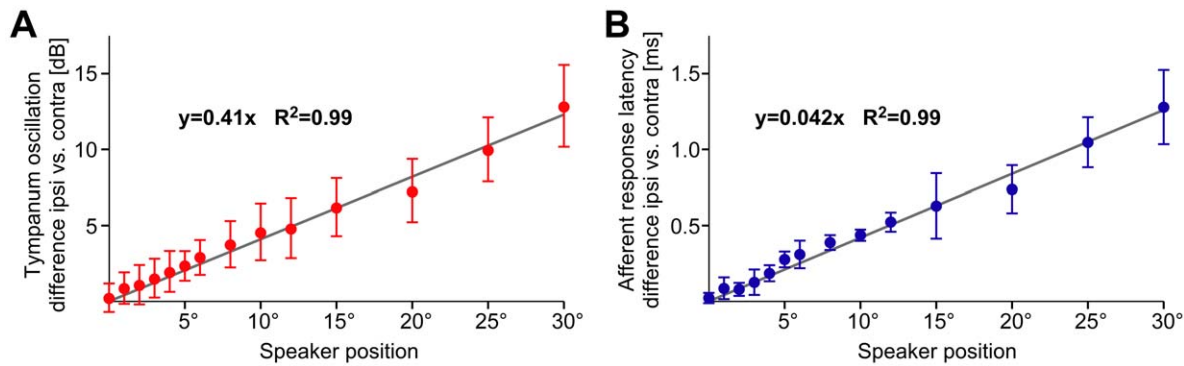 A
Tympanum oscillation
difference ipsi vs. contra [dB]
15
10
5
y=0.41x R²=0.99
5° 10° 15° 20° 25° 30°
Speaker position
B
Afferent response latency
difference ipsi vs. contra [ms]
1.5
1.0
0.5
y=0.042x R²=0.99
5° 10° 15° 20° 25° 30°
Speaker position